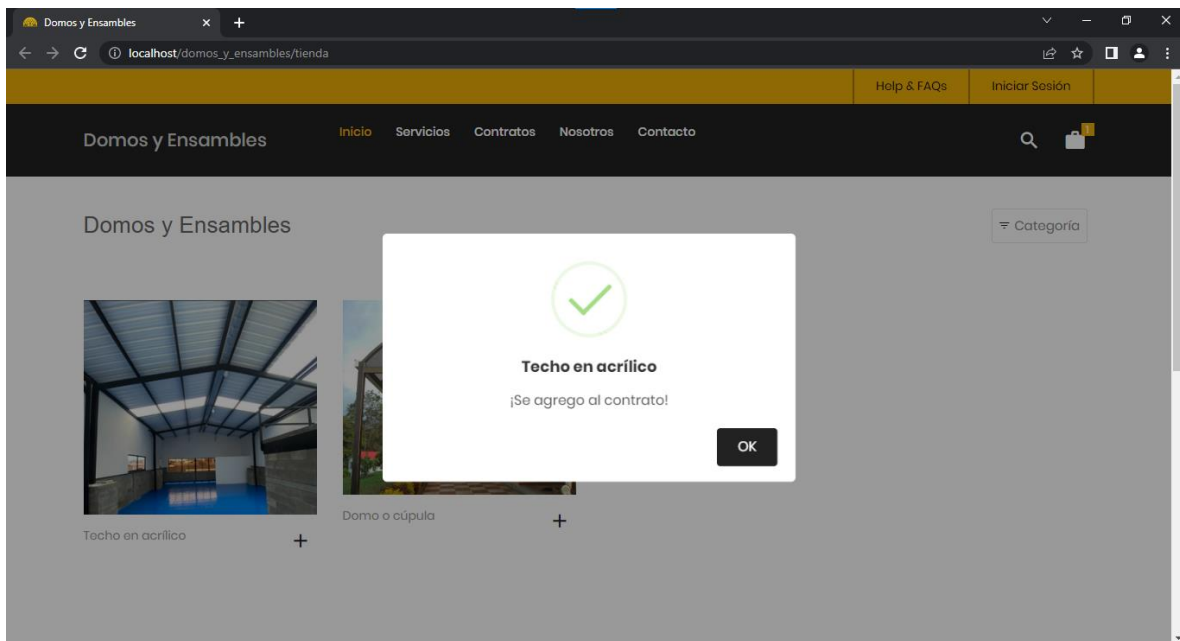 Domos y Ensambles
localhost/domos_y_ensambles/tienda
Help & FAQs
Iniciar Sesión
Domos y Ensambles
Inicio Servicios Contratos Nosotros Contacto
1
Domos y Ensambles
Categoría
Techo en acrílico
¡Se agrego al contrato!
OK
Techo en acrílico
Domo o cúpula